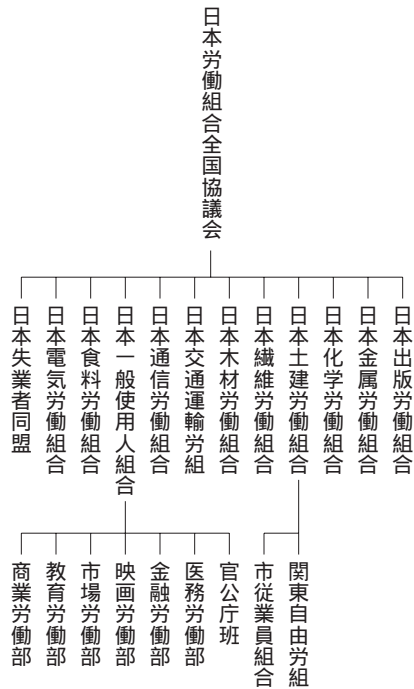 日本労働組合全国協議会
日本出版労働組合
日本金属労働組合
日本化学労働組合
日本土建労働組合
日本繊維労働組合
日本木材労働組合
日本交通運輸労組
日本通信労働組合
日本一般使用人組合
日本食料労働組合
日本電気労働組合
日本失業者同盟
関東自由労組
市従業員組合
官公庁班
医務労働部
金融労働部
映画労働部
市場労働部
教育労働部
商業労働部